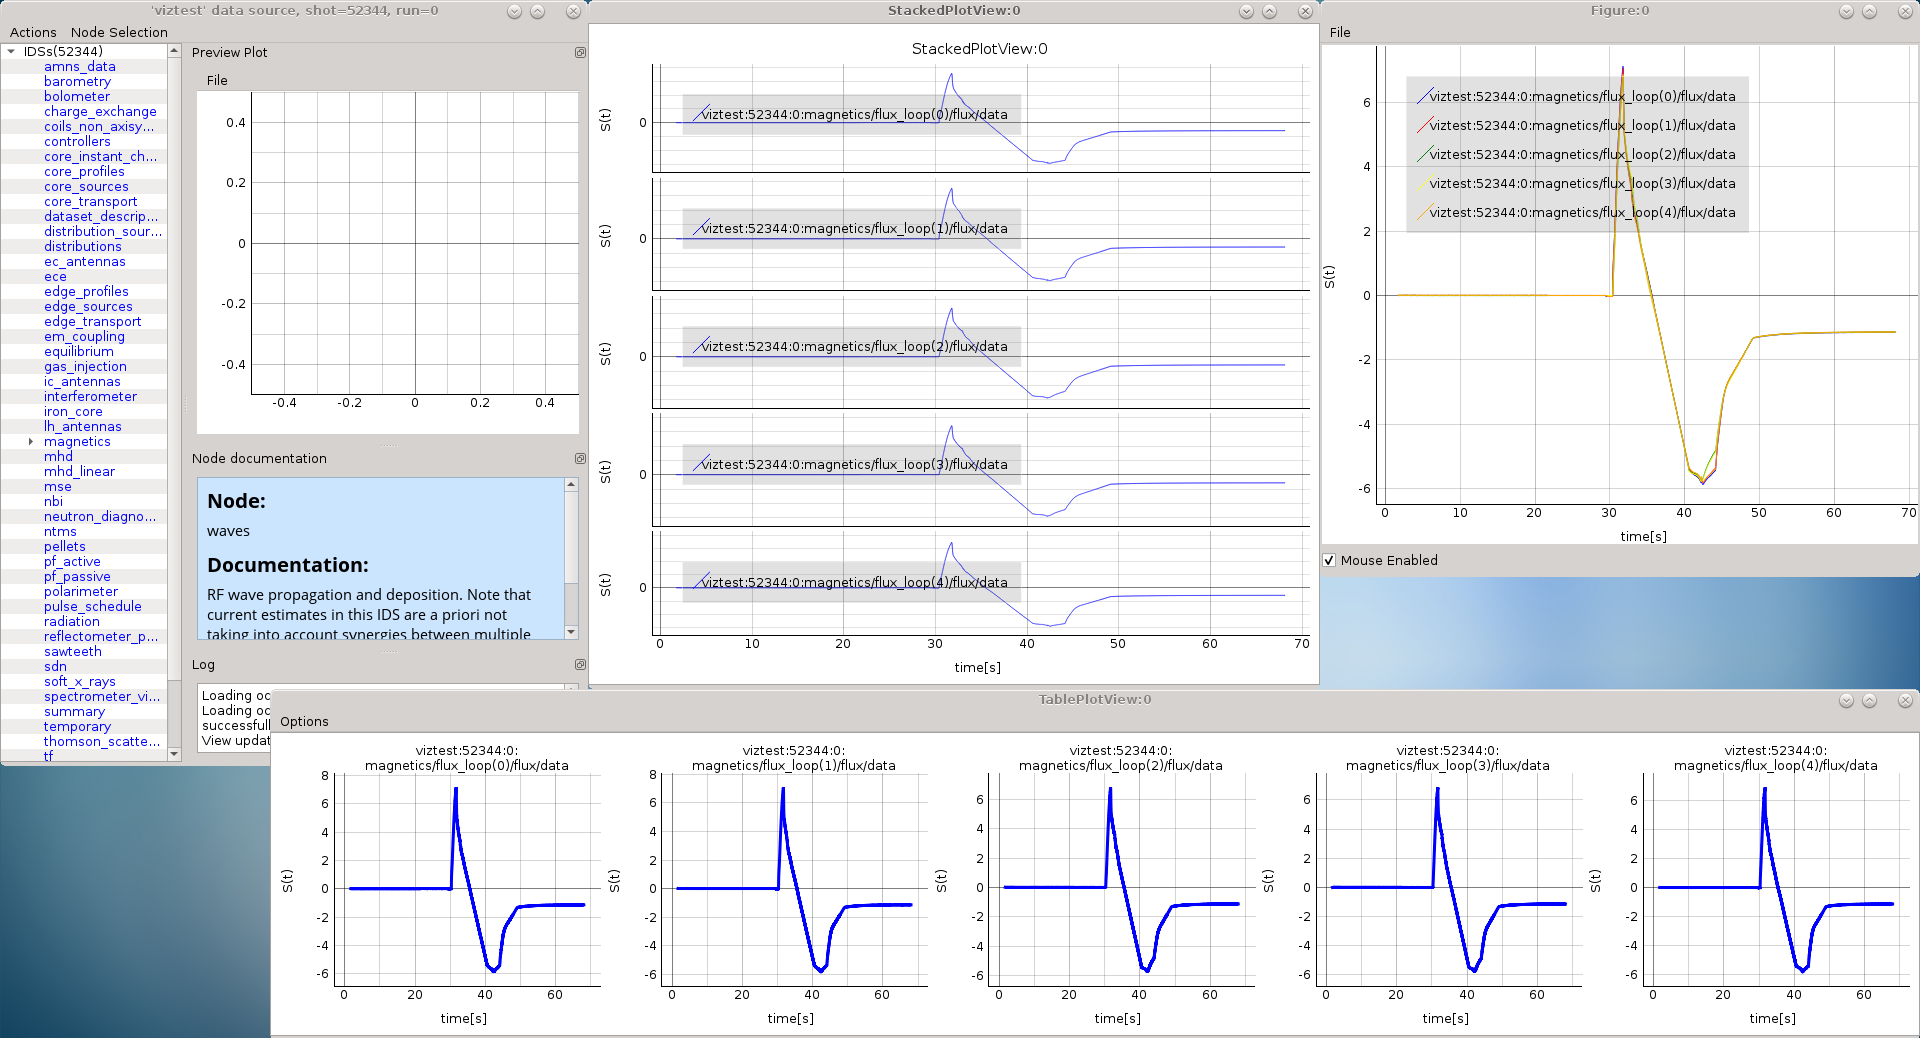 'viztest' data source, shot=52344, run=0
Actions Node Selection
IDSs(52344)
amns_data
barometry
bolometer
charge_exchange
coils_non_axisy...
controllers
core_instant_ch...
core_profiles
core_sources
core_transport
dataset_descrip...
distribution_sour...
distributions
ec_antennas
ece
edge_profiles
edge_sources
edge_transport
em_coupling
equilibrium
gas_injection
ic_antennas
interferometer
iron_core
lh_antennas
magnetics
mhd
mhd_linear
mse
nbi
neutron_diagno...
ntms
pellets
pf_active
pf_passive
polarimeter
pulse_schedule
radiation
reflectometer_p...
sawteeth
sdn
soft_x_rays
spectrometer_vi...
summary
temporary
thomson_scatte...
tf
Preview Plot
File
0.4
0.2
0
-0.2
-0.4
-0.4 -0.2 0 0.2 0.4
Node documentation
Node:
waves
Documentation:
RF wave propagation and deposition. Note that
current estimates in this IDS are a priori not
taking into account synergies between multiple
Log
Loading oc
Loading oc
successfull
View updat
StackedPlotView:0
StackedPlotView:0
S(t)
0
viztest:52344:0:magnetics/flux_loop(0)/flux/data
S(t)
0
viztest:52344:0:magnetics/flux_loop(1)/flux/data
S(t)
0
viztest:52344:0:magnetics/flux_loop(2)/flux/data
S(t)
0
viztest:52344:0:magnetics/flux_loop(3)/flux/data
S(t)
0
viztest:52344:0:magnetics/flux_loop(4)/flux/data
0 10 20 30 40 50 60 70
time[s]
Figure:0
File
viztest:52344:0:magnetics/flux_loop(0)/flux/data
viztest:52344:0:magnetics/flux_loop(1)/flux/data
viztest:52344:0:magnetics/flux_loop(2)/flux/data
viztest:52344:0:magnetics/flux_loop(3)/flux/data
viztest:52344:0:magnetics/flux_loop(4)/flux/data
S(t)
6
4
2
0
-2
-4
-6
0 10 20 30 40 50 60 70
time[s]
Mouse Enabled
TablePlotView:0
Options
viztest:52344:0:
magnetics/flux_loop(0)/flux/data
S(t)
8
6
4
2
0
-2
-4
-6
0 20 40 60
time[s]
viztest:52344:0:
magnetics/flux_loop(1)/flux/data
S(t)
8
6
4
2
0
-2
-4
-6
0 20 40 60
time[s]
viztest:52344:0:
magnetics/flux_loop(2)/flux/data
S(t)
6
4
2
0
-2
-4
-6
0 20 40 60
time[s]
viztest:52344:0:
magnetics/flux_loop(3)/flux/data
S(t)
6
4
2
0
-2
-4
-6
0 20 40 60
time[s]
viztest:52344:0:
magnetics/flux_loop(4)/flux/data
S(t)
6
4
2
0
-2
-4
-6
0 20 40 60
time[s]